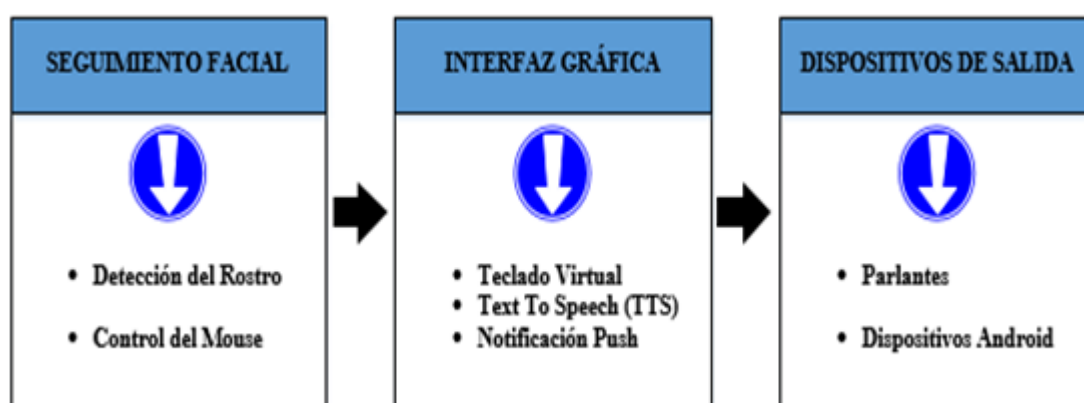 SEGUIMIENTO FACIAL
• Detección del Rostro
• Control del Mouse
INTERFAZ GRÁFICA
• Teclado Virtual
• Text To Speech (TTS)
• Notificación Push
DISPOSITIVOS DE SALIDA
• Parlantes
• Dispositivos Android